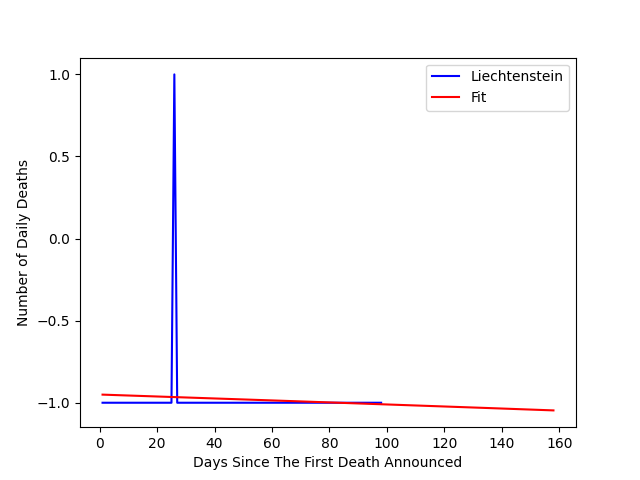 Liechtenstein
Fit
1.0
0.5
0.0
−0.5
−1.0
Number of Daily Deaths
0 20 40 60 80 100 120 140 160
Days Since The First Death Announced